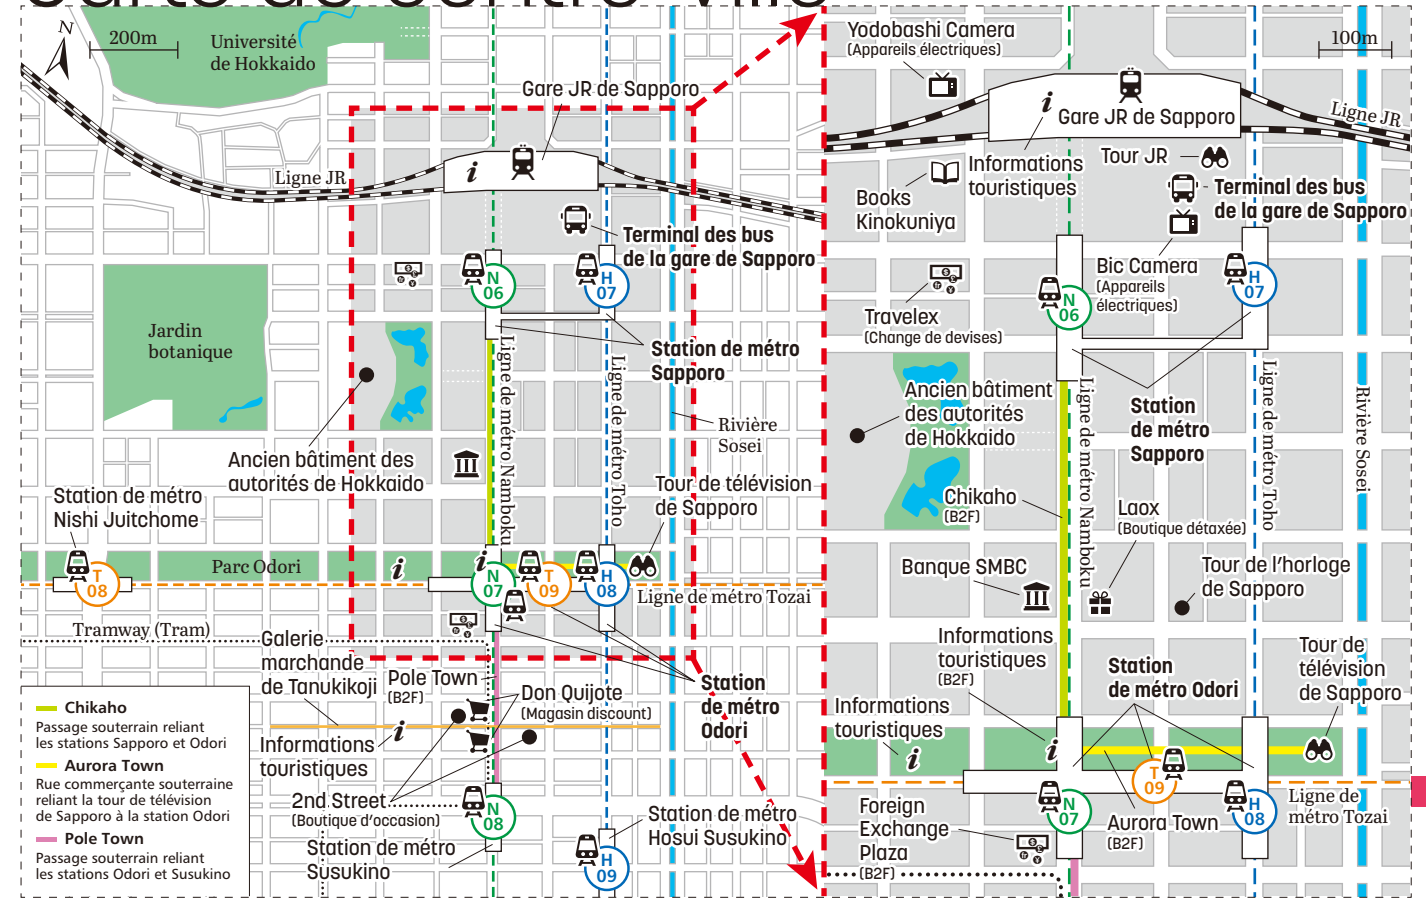 Carte de centre-ville
N
200m
Université
de Hokkaido
Gare JR de Sapporo
Ligne JR
Terminal des bus
de la gare de Sapporo
N
06
H
07
Jardin
botanique
Station de métro
Sapporo
Ligne de métro Namboku
Ligne de métro Toho
Rivière
Sosei
Ancien bâtiment des
autorités de Hokkaido
Station de métro
Nishi Juitchome
Tour de télévision
de Sapporo
Parc Odori
T
08
N
07
T
09
H
08
Ligne de métro Tozai
Tramway (Tram)
Galerie
marchande
de Tanukikoji
Pole Town
(B2F)
Don Quijote
(Magasin discount)
Station
de métro
Odori
Informations
touristiques
2nd Street
(Boutique d'occasion)
N
08
Station de métro
Susukino
Station de métro
Hosui Susukino
H
09
Chikaho
Passage souterrain reliant
les stations Sapporo et Odori
Aurora Town
Rue commerçante souterraine
reliant la tour de télévision
de Sapporo à la station Odori
Pole Town
Passage souterrain reliant
les stations Odori et Susukino
Yodobashi Camera
(Appareils électriques)
100m
Gare JR de Sapporo
Ligne JR
Informations
touristiques
Tour JR
Books
Kinokuniya
Terminal des bus
de la gare de Sapporo
Bic Camera
(Appareils
électriques)
N
06
H
07
Travelex
(Change de devises)
Ancien bâtiment
des autorités
de Hokkaido
Station
de métro
Sapporo
Ligne de métro Namboku
Ligne de métro Toho
Rivière Sosei
Chikaho
(B2F)
Laox
(Boutique détaxée)
Banque SMBC
Tour de l'horloge
de Sapporo
Informations
touristiques
(B2F)
Station
de métro Odori
Tour de
télévision
de Sapporo
Informations
touristiques
T
09
N
07
H
08
Ligne de
métro Tozai
Foreign
Exchange
Plaza
(B2F)
Aurora Town
(B2F)